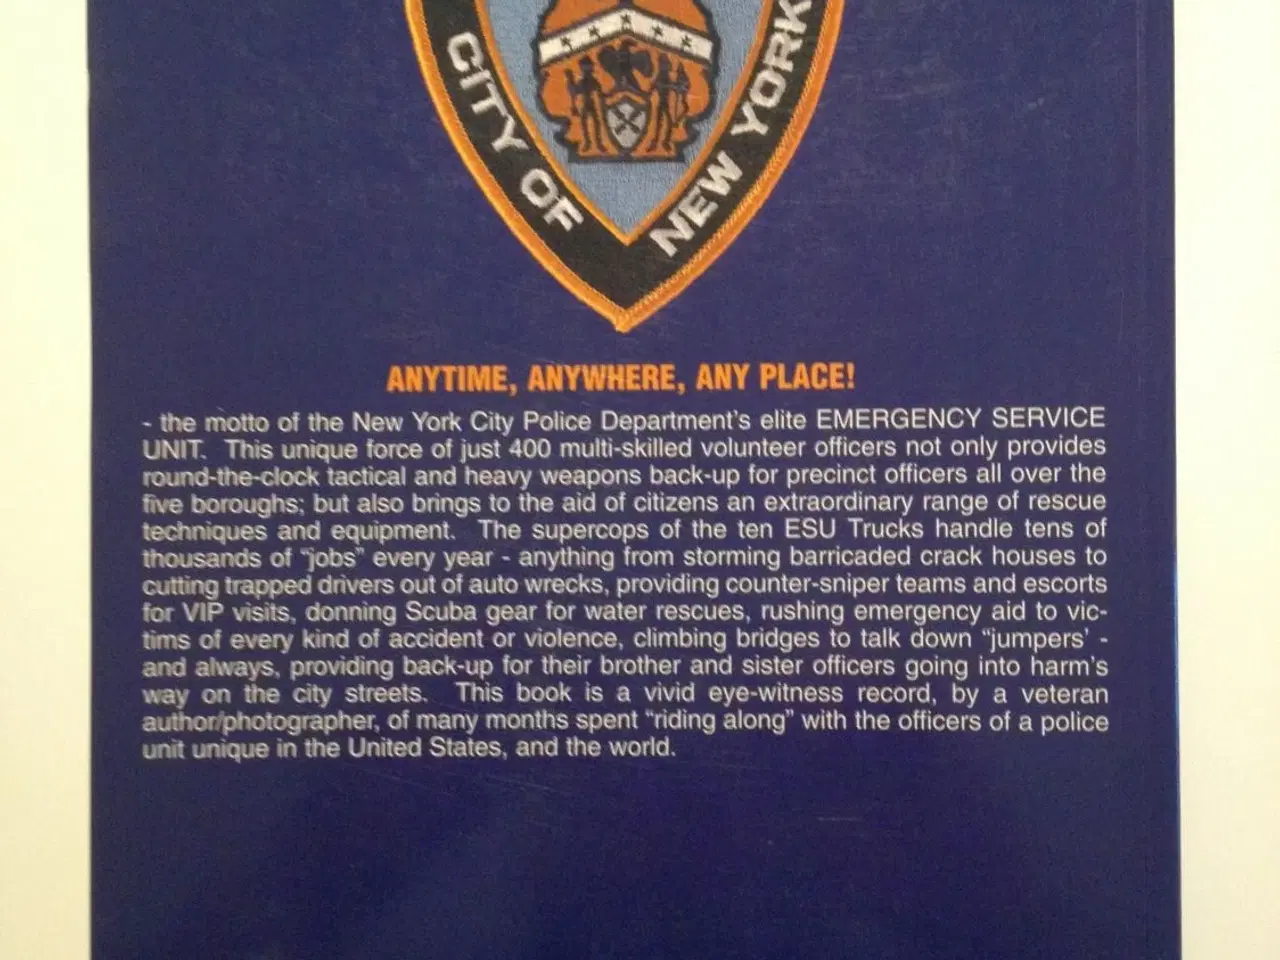 CITY OF NEW YORK
ANYTIME, ANYWHERE, ANY PLACE!
- the motto of the New York City Police Department's elite EMERGENCY SERVICE
UNIT. This unique force of just 400 multi-skilled volunteer officers not only provides
round-the-clock tactical and heavy weapons back-up for precinct officers all over the
five boroughs; but also brings to the aid of citizens an extraordinary range of rescue
techniques and equipment. The supercops of the ten ESU Trucks handle tens of
thousands of "jobs" every year - anything from storming barricaded crack houses to
cutting trapped drivers out of auto wrecks, providing counter-sniper teams and escorts
for VIP visits, donning Scuba gear for water rescues, rushing emergency aid to vic-
tims of every kind of accident or violence, climbing bridges to talk down "jumpers' -
and always, providing back-up for their brother and sister officers going into harm's
way on the city streets. This book is a vivid eye-witness record, by a veteran
author/photographer, of many months spent "riding along" with the officers of a police
unit unique in the United States, and the world.